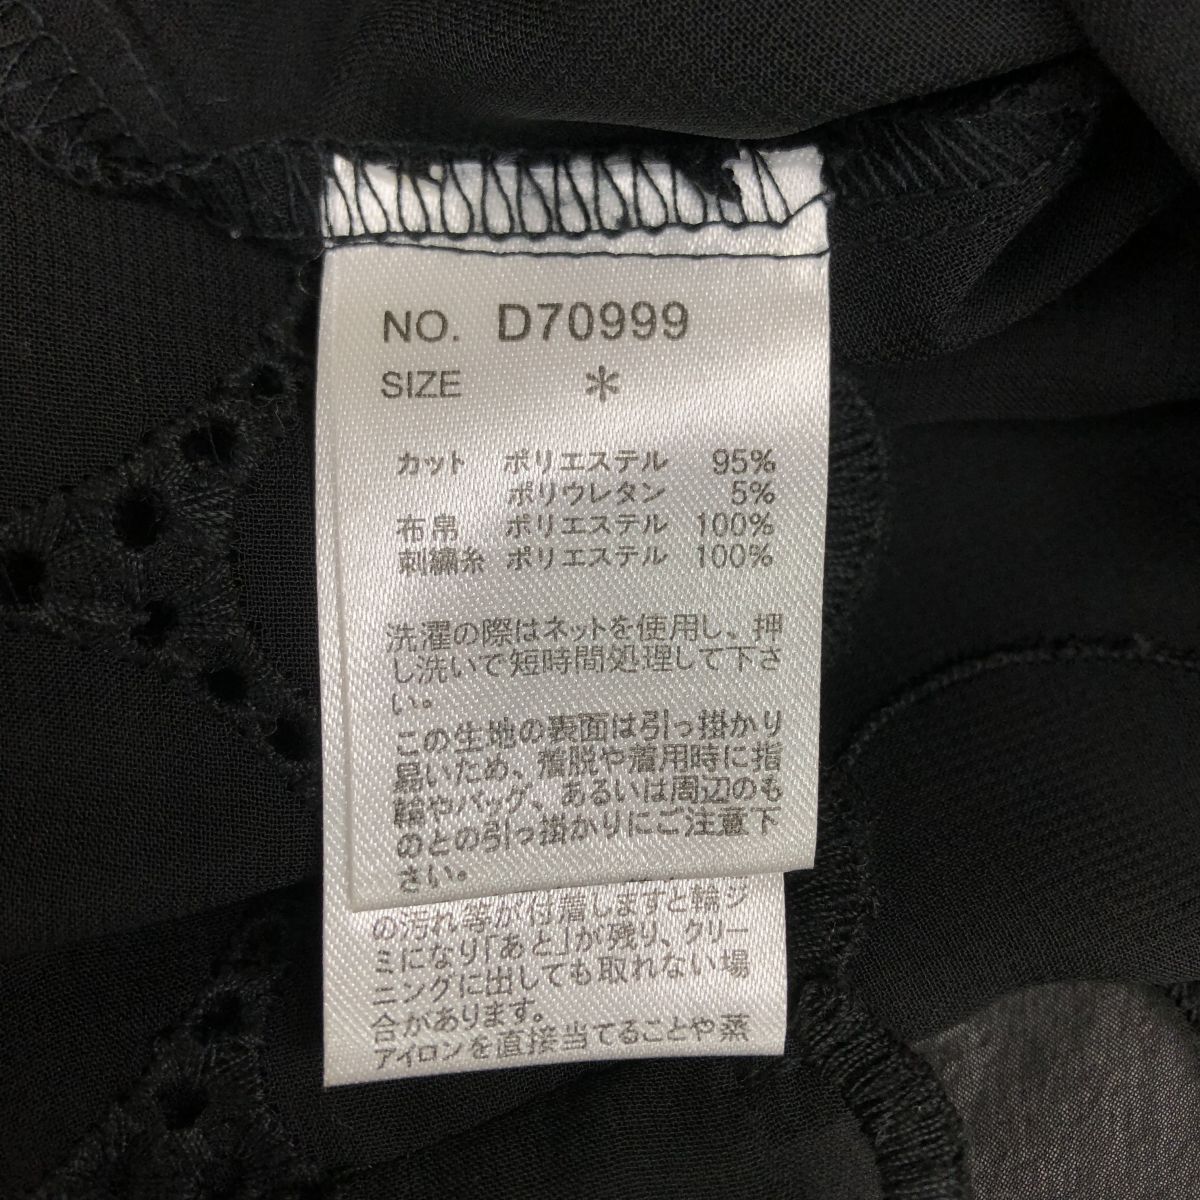 NO. D70999
SIZE *
カット ポリエステル 95%
ポリウレタン 5%
布帛 ポリエステル 100%
刺繍糸 ポリエステル 100%
洗濯の際はネットを使用し、押
し洗いで短時間処理して下さ
い。
この生地の表面は引っ掛かり
易いため、着脱や着用時に指
輪やバッグ、あるいは周辺のも
のとの引っ掛かりにご注意下
さい。
の汚れ等が付着しますと輪ジ
ミになり「あと」が残り、クリー
ニングに出しても取れない場
合があります。
アイロンを直接当てることや蒸